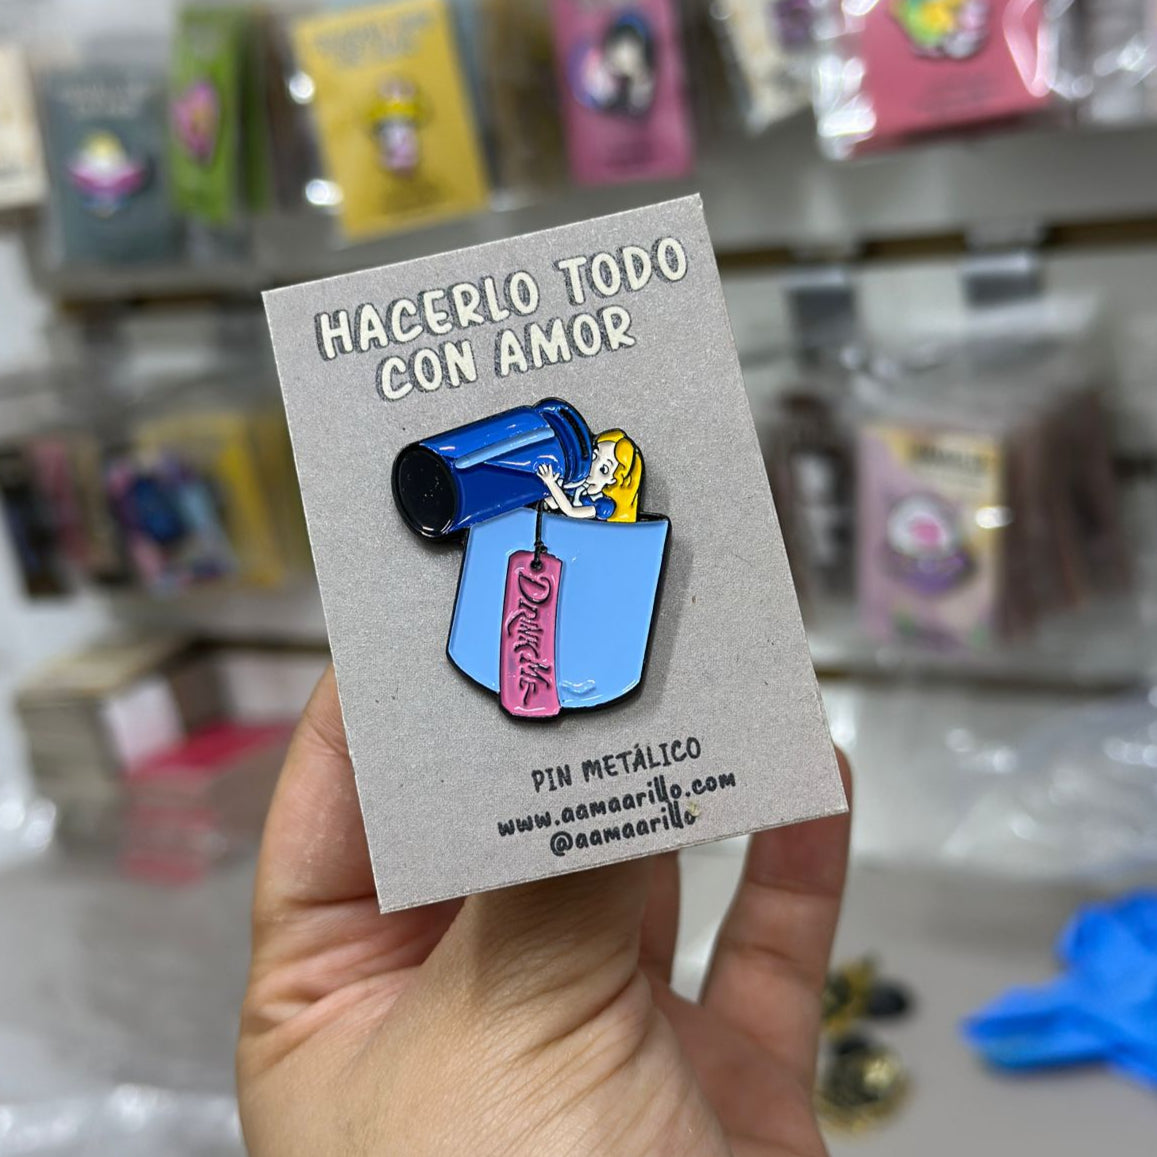 HACERLO TODO
CON AMOR
DRINK ME
PIN METÁLICO
www.aamaarillo.com
@aamaarillo